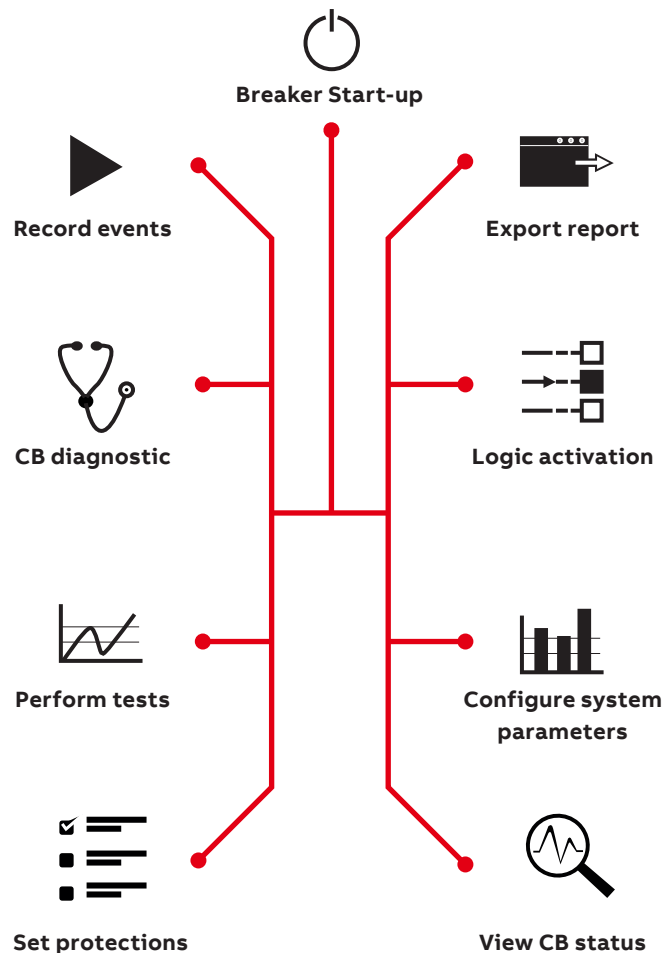 Breaker Start-up
Record events
Export report
CB diagnostic
Logic activation
Perform tests
Configure system
parameters
Set protections
View CB status